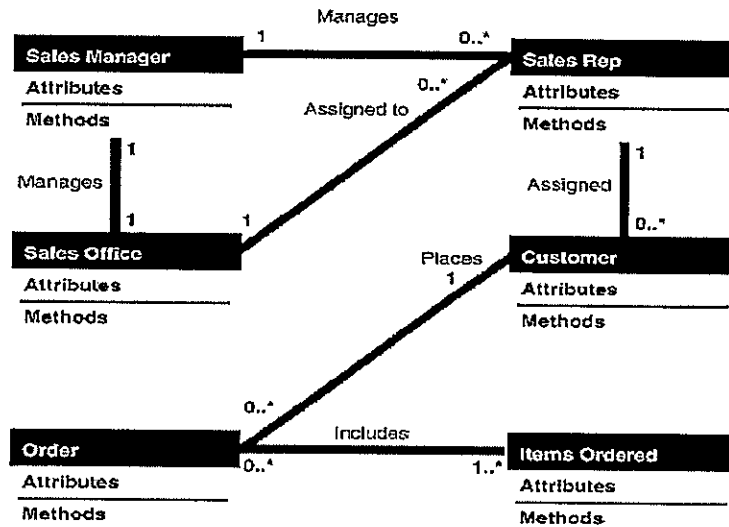 Manages
1
0..*
Sales Manager
Sales Rep
Attributes
0..*
Attributes
Methods
Assigned to
Methods
1
1
Manages
Assigned
1
1
0..*
Sales Office
Places
Customer
Attributes
1
Attributes
Methods
Methods
0..*
Order
Includes
Items Ordered
0..*
1..*
Attributes
Attributes
Methods
Methods